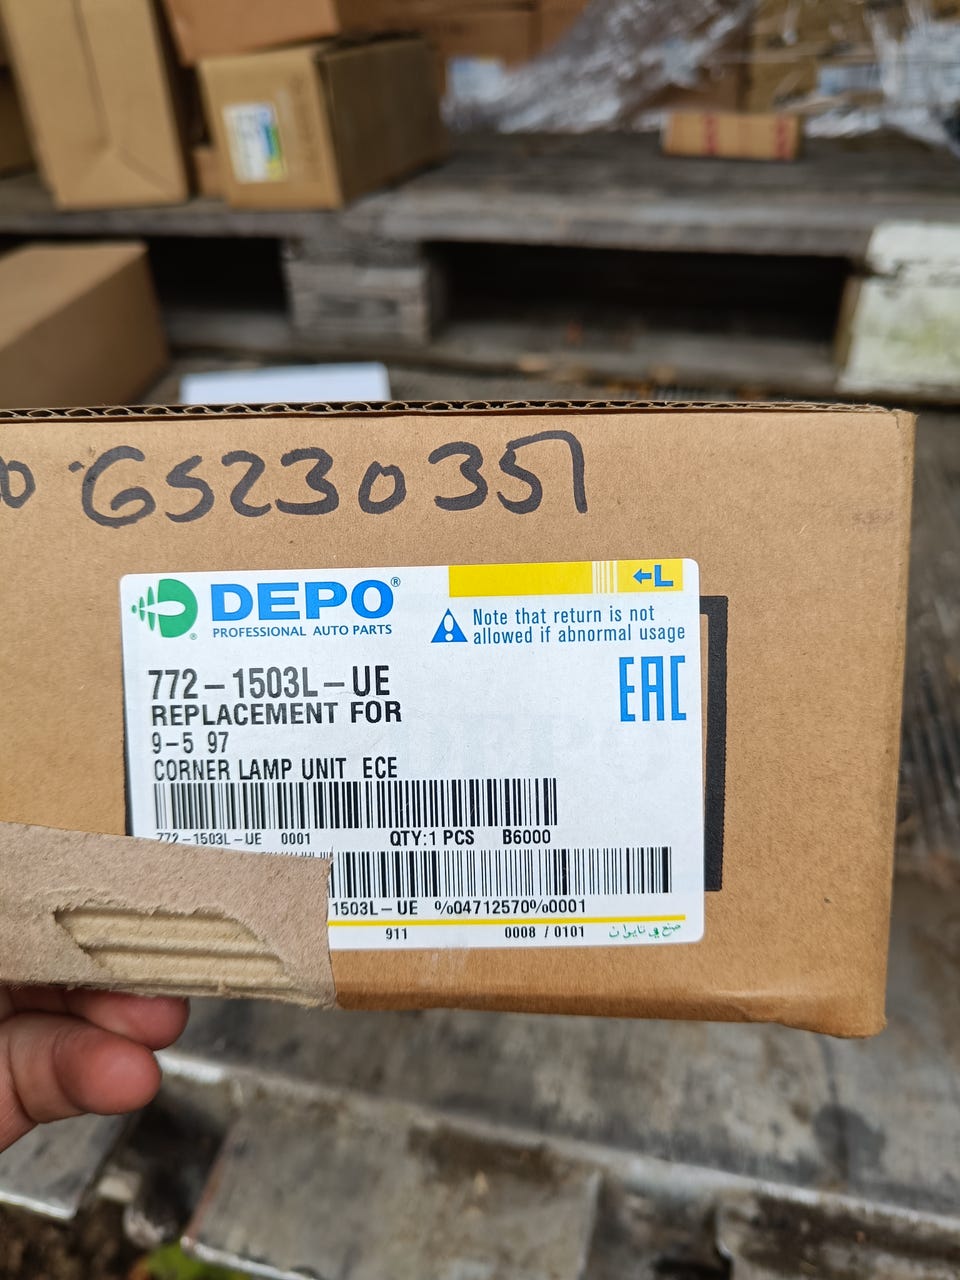 0 6523035
DEPO®
PROFESSIONAL AUTO PARTS
←L
Note that return is not
allowed if abnormal usage
772-1503L-UE
REPLACEMENT FOR
9-5 97
CORNER LAMP UNIT ECE
EAC
772-1503L-UE 0001 QTY:1 PCS B6000
1503L-UE %04712570%0001
911 0008 / 0101 صنع في تايوان